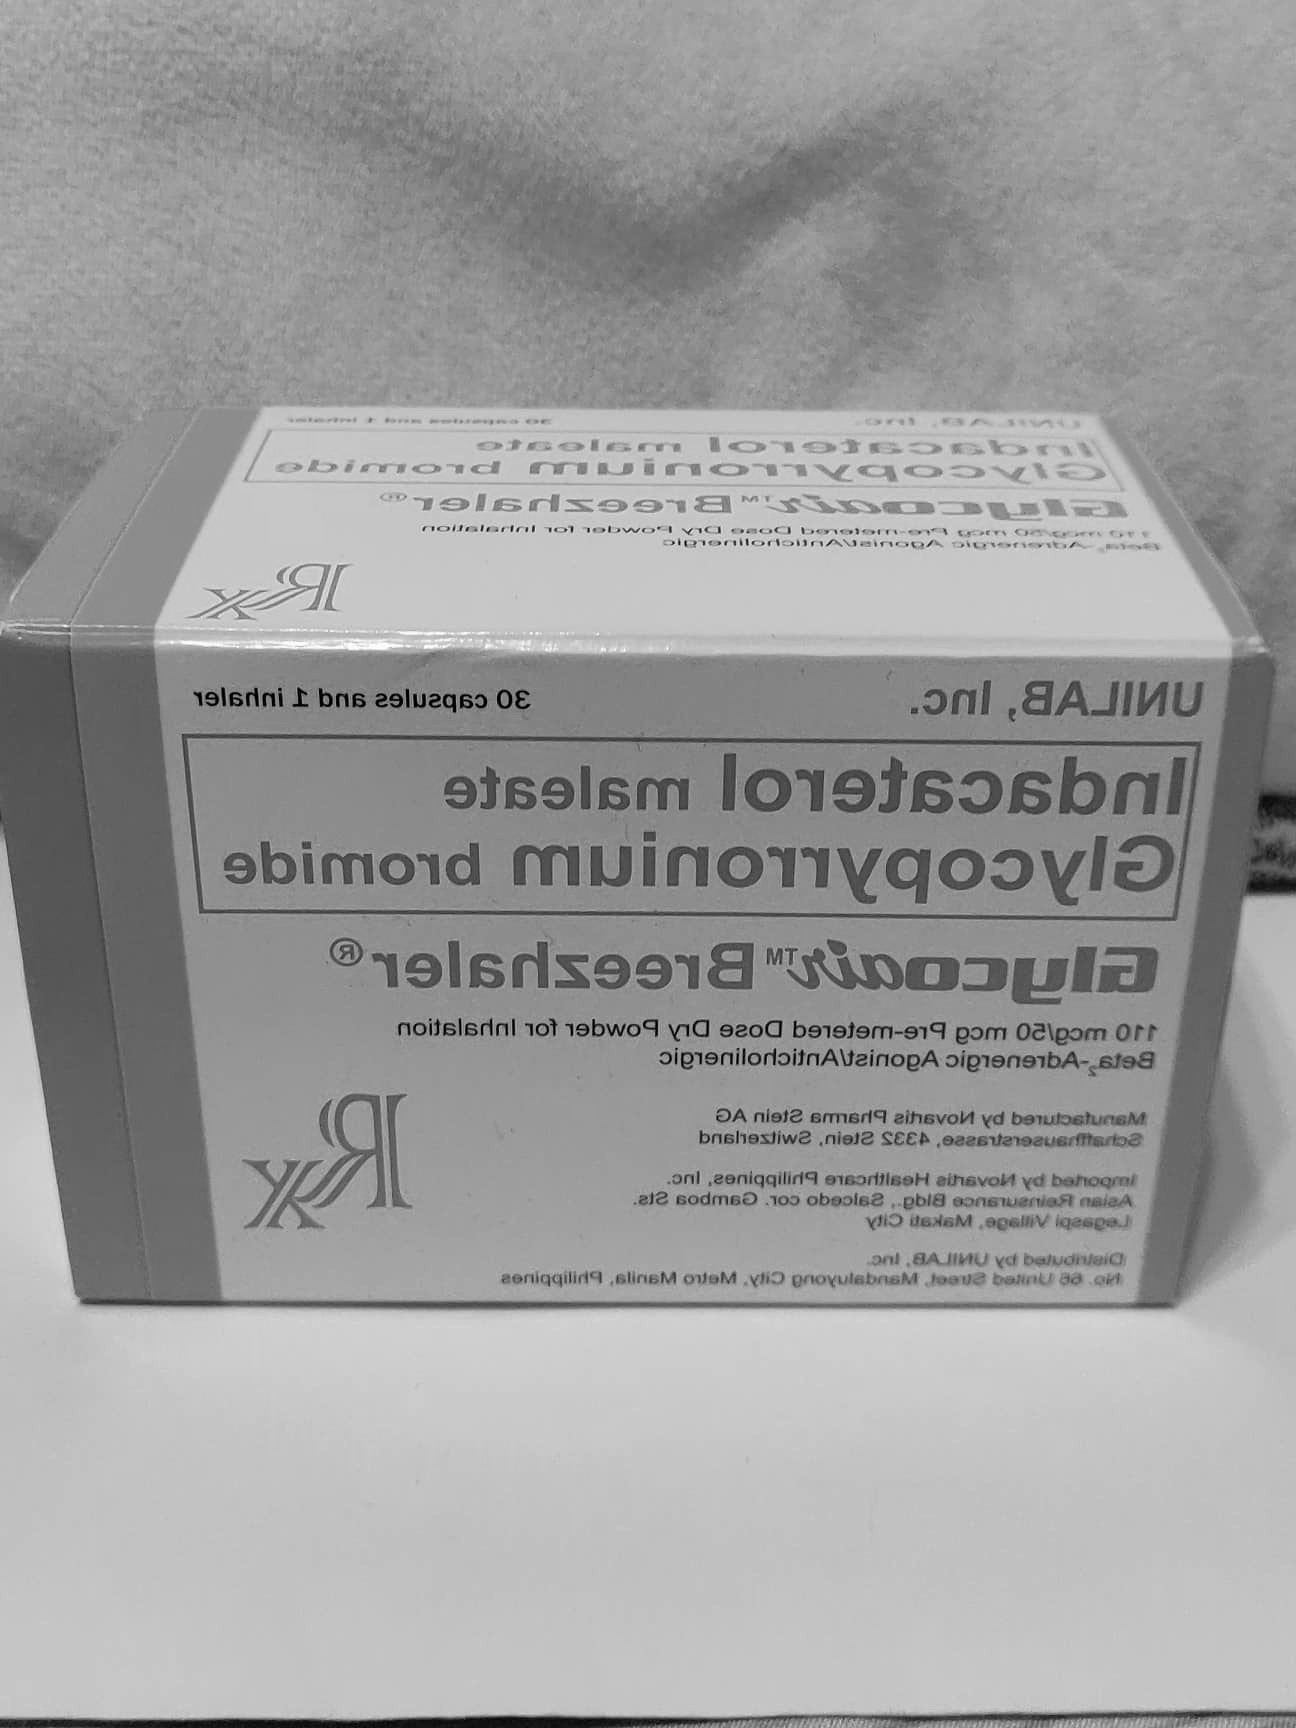 UNILAB, Inc. 30 capsules and 1 inhaler
Indacaterol maleate
Glycopyrronium bromide
Glycoair™ Breezhaler®
110 mcg/50 mcg Pre-metered Dose Dry Powder for Inhalation
Beta₂-Adrenergic Agonist/Anticholinergic
Rx
UNILAB, Inc. 30 capsules and 1 inhaler
Indacaterol maleate
Glycopyrronium bromide
Glycoair™ Breezhaler®
110 mcg/50 mcg Pre-metered Dose Dry Powder for Inhalation
Beta₂-Adrenergic Agonist/Anticholinergic
Rx
Manufactured by Novartis Pharma Stein AG
Schaffhauserstrasse, 4332 Stein, Switzerland
Imported by Novartis Healthcare Philippines, Inc.
Asian Reinsurance Bldg., Salcedo cor. Gamboa Sts.
Legaspi Village, Makati City
Distributed by UNILAB, Inc.
No. 66 United Street, Mandaluyong City, Metro Manila, Philippines